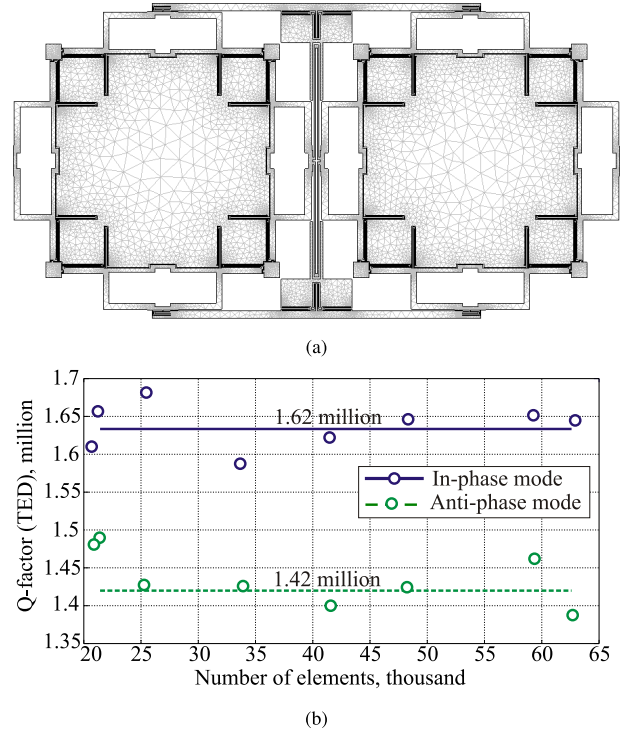 (a)
1.7
1.65
1.6
1.55
1.5
1.45
1.4
1.35
Q-factor (TED), million
1.62 million
In-phase mode
Anti-phase mode
1.42 million
20 25 30 35 40 45 50 55 60 65
Number of elements, thousand
(b)